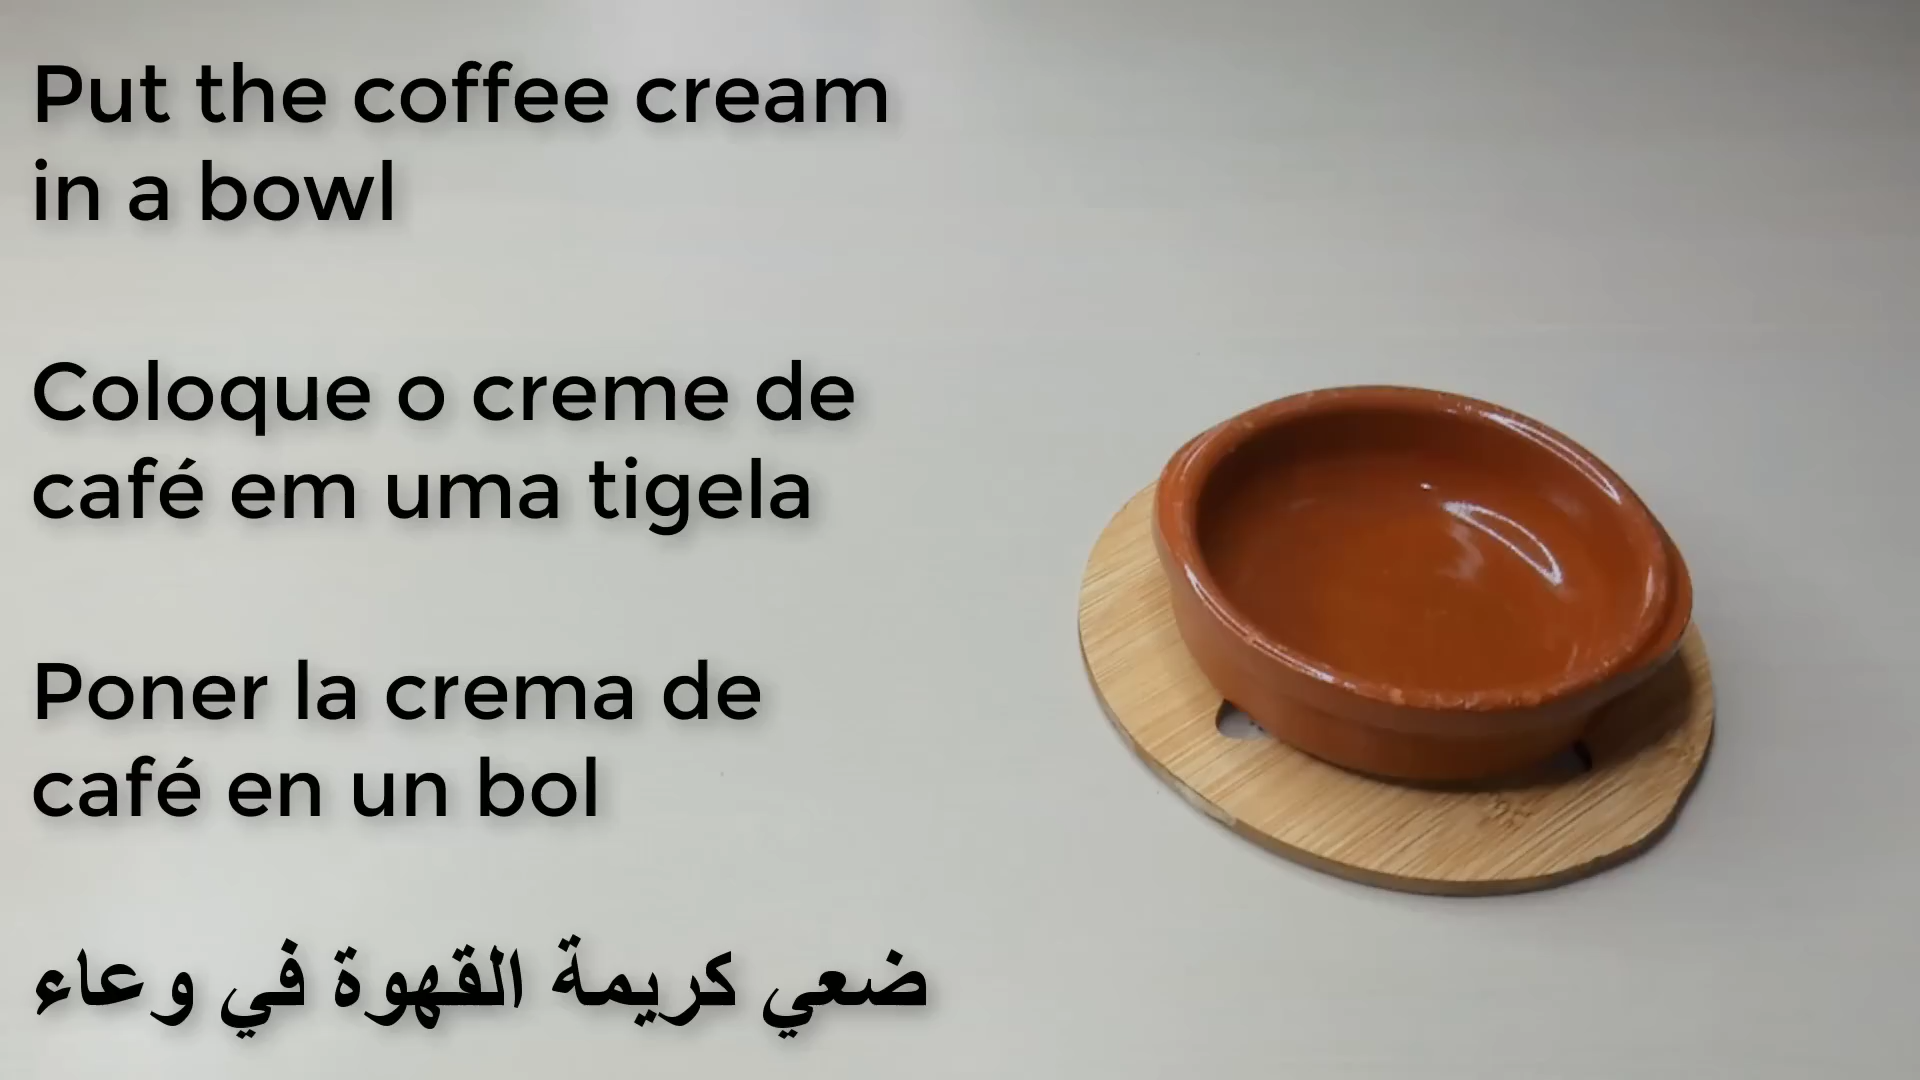 Put the coffee cream
in a bowl
Coloque o creme de
café em uma tigela
Poner la crema de
café en un bol
ضعي كريمة القهوة في وعاء